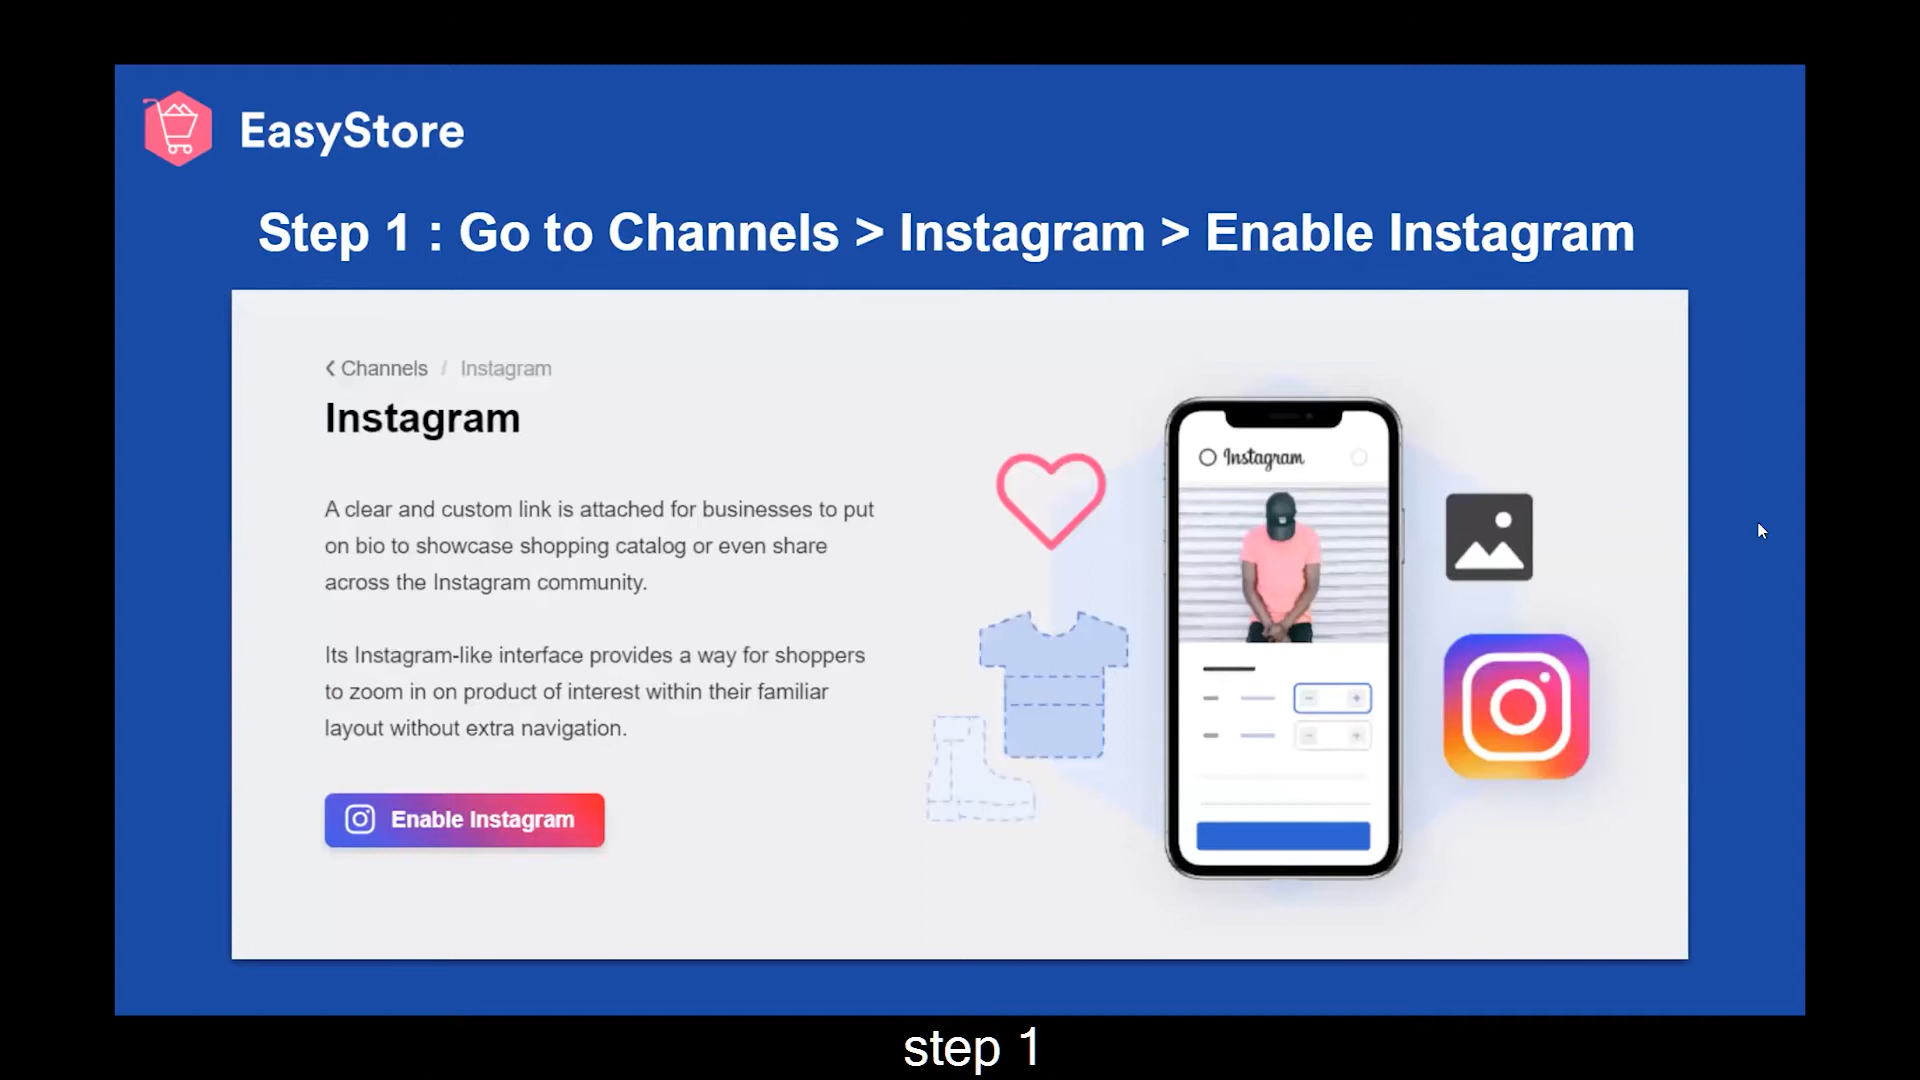 EasyStore
Step 1 : Go to Channels > Instagram > Enable Instagram
Channels / Instagram
Instagram
A clear and custom link is attached for businesses to put
on bio to showcase shopping catalog or even share
across the Instagram community.
Its Instagram-like interface provides a way for shoppers
to zoom in on product of interest within their familiar
layout without extra navigation.
Enable Instagram
Instagram
step 1